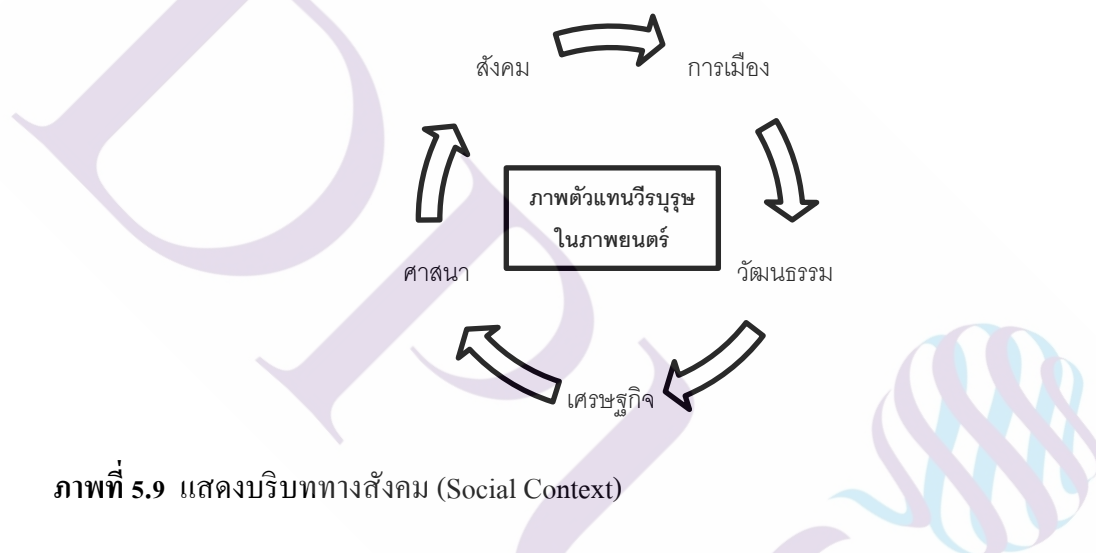 สังคม
การเมือง
ภาพตัวแทนวีรบุรุษ
ในภาพยนตร์
ศาสนา
วัฒนธรรม
เศรษฐกิจ
ภาพที่ 5.9 แสดงบริบททางสังคม (Social Context)